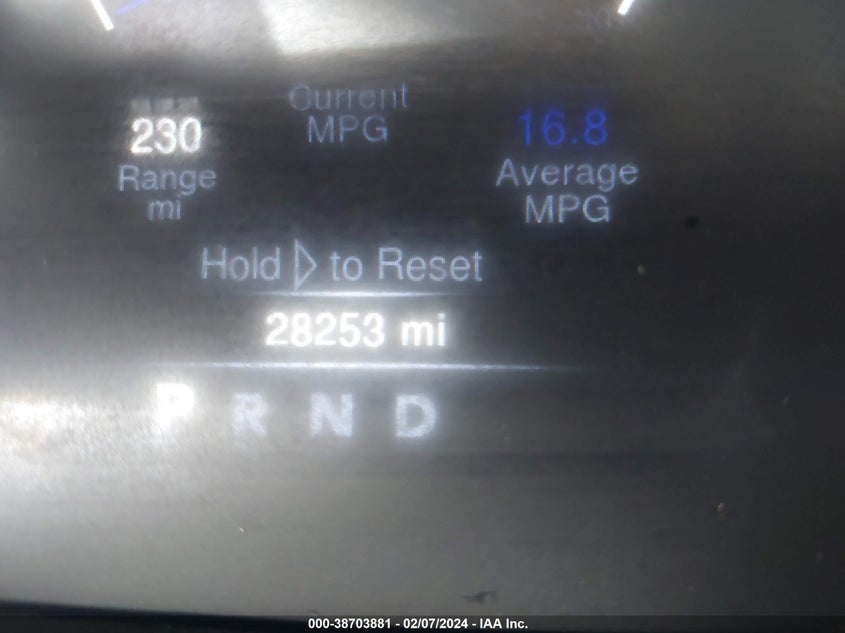 Current
230 MPG 16.8
Range Average
mi MPG
Hold to Reset
28253 mi
P R N D
000-38703881 - 02/07/2024 - IAA Inc.